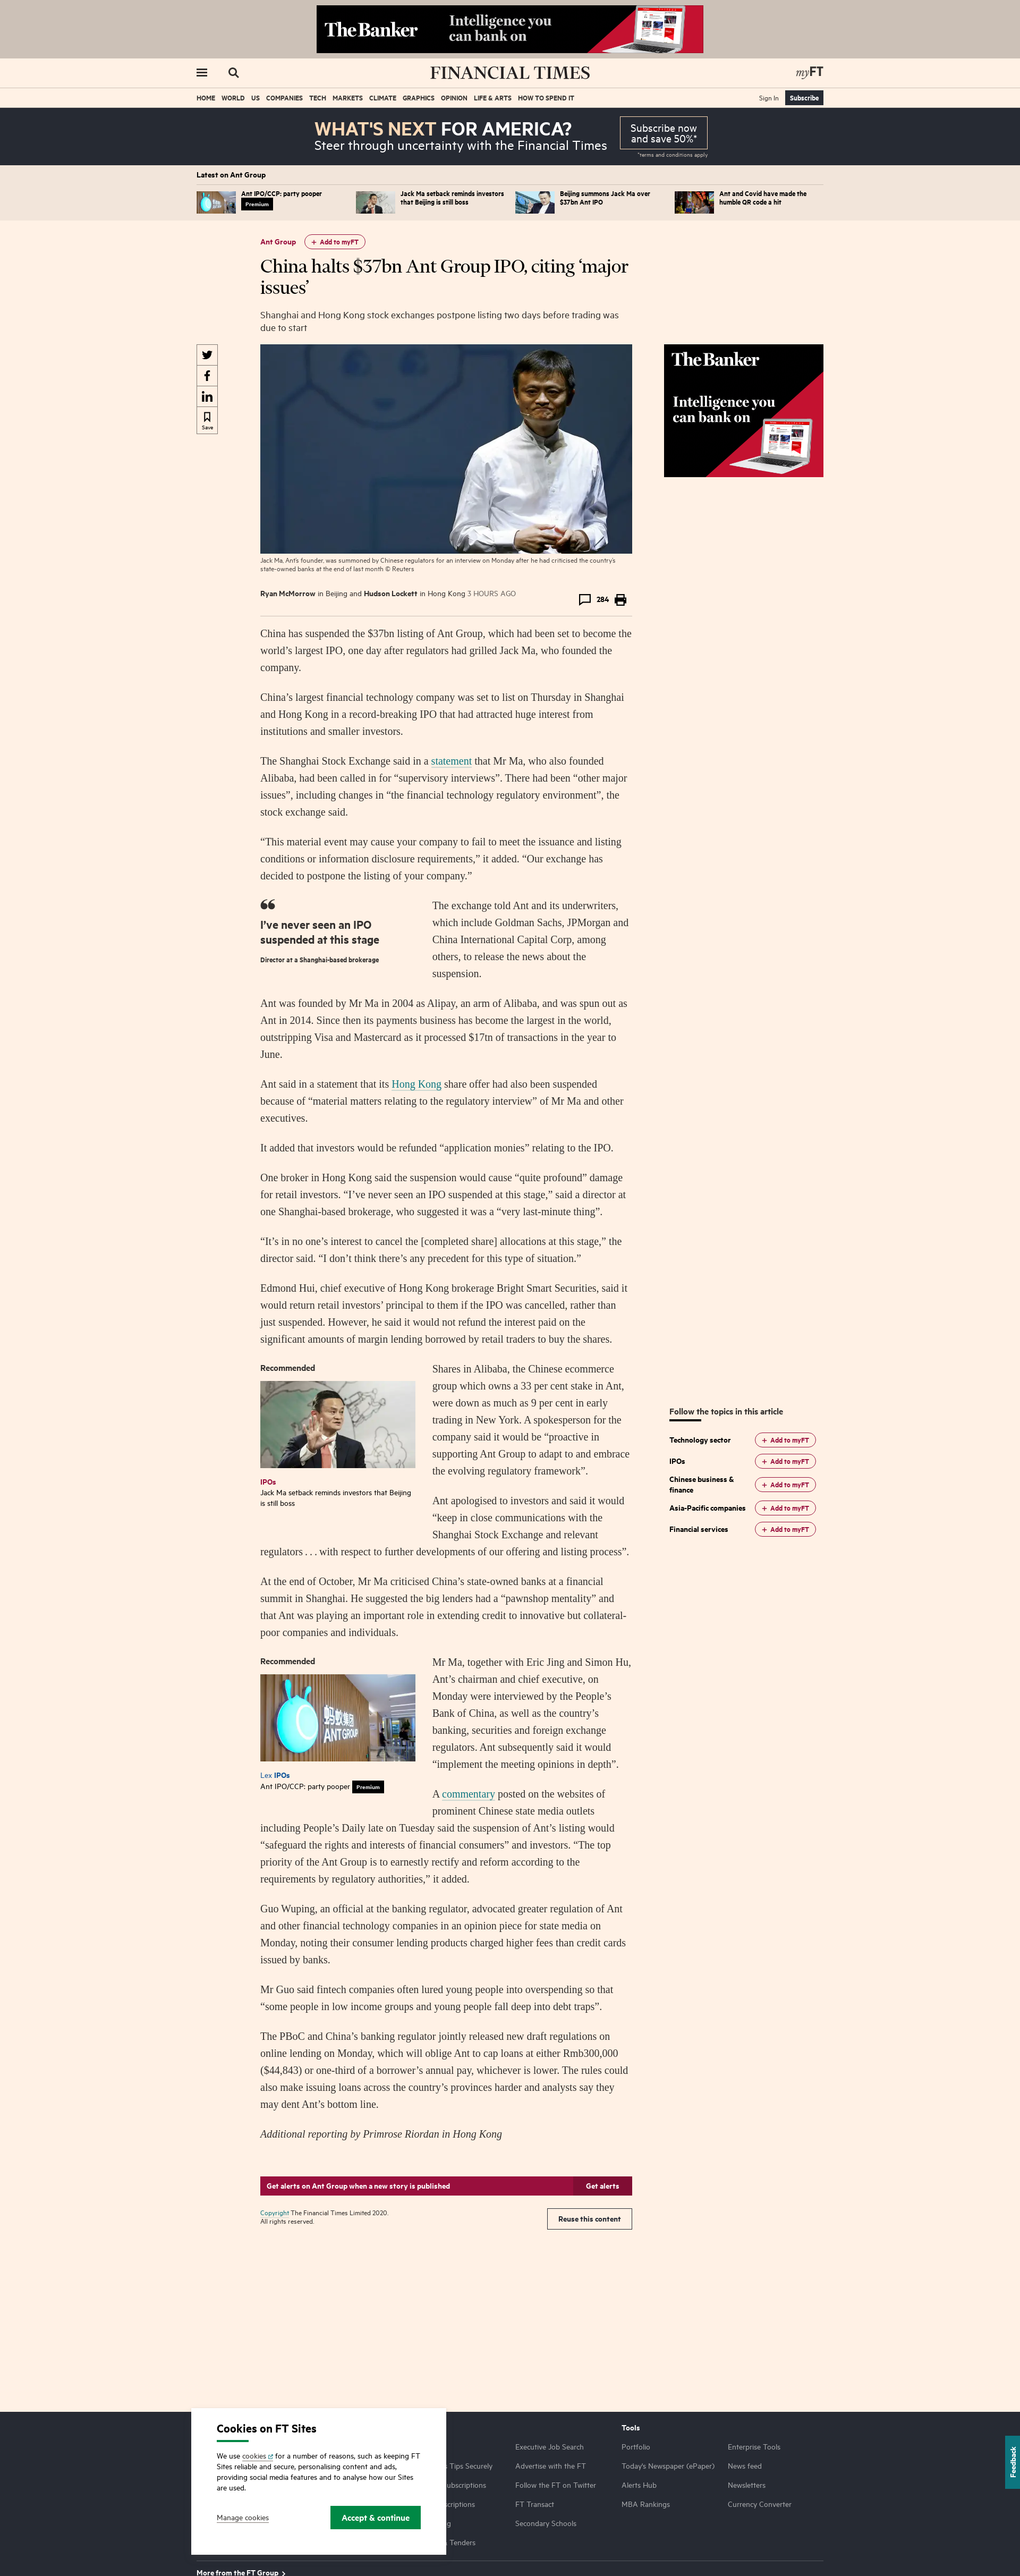 The Banker
Intelligence you
can bank on
FINANCIAL TIMES
myFT
HOME WORLD US COMPANIES TECH MARKETS CLIMATE GRAPHICS OPINION LIFE & ARTS HOW TO SPEND IT
Sign In Subscribe
WHAT'S NEXT FOR AMERICA?
Steer through uncertainty with the Financial Times
Subscribe now
and save 50%*
*terms and conditions apply
Latest on Ant Group
Ant IPO/CCP: party pooper
Premium
Jack Ma setback reminds investors
that Beijing is still boss
Beijing summons Jack Ma over
$37bn Ant IPO
Ant and Covid have made the
humble QR code a hit
Ant Group + Add to myFT
China halts $37bn Ant Group IPO, citing ‘major
issues’
Shanghai and Hong Kong stock exchanges postpone listing two days before trading was
due to start
Save
The Banker
Intelligence you
can bank on
Jack Ma, Ant’s founder, was summoned by Chinese regulators for an interview on Monday after he had criticised the country’s
state-owned banks at the end of last month © Reuters
Ryan McMorrow in Beijing and Hudson Lockett in Hong Kong 3 HOURS AGO
284
China has suspended the $37bn listing of Ant Group, which had been set to become the
world’s largest IPO, one day after regulators had grilled Jack Ma, who founded the
company.
China’s largest financial technology company was set to list on Thursday in Shanghai
and Hong Kong in a record-breaking IPO that had attracted huge interest from
institutions and smaller investors.
The Shanghai Stock Exchange said in a statement that Mr Ma, who also founded
Alibaba, had been called in for “supervisory interviews”. There had been “other major
issues”, including changes in “the financial technology regulatory environment”, the
stock exchange said.
“This material event may cause your company to fail to meet the issuance and listing
conditions or information disclosure requirements,” it added. “Our exchange has
decided to postpone the listing of your company.”
“
I’ve never seen an IPO
suspended at this stage
Director at a Shanghai-based brokerage
The exchange told Ant and its underwriters,
which include Goldman Sachs, JPMorgan and
China International Capital Corp, among
others, to release the news about the
suspension.
Ant was founded by Mr Ma in 2004 as Alipay, an arm of Alibaba, and was spun out as
Ant in 2014. Since then its payments business has become the largest in the world,
outstripping Visa and Mastercard as it processed $17tn of transactions in the year to
June.
Ant said in a statement that its Hong Kong share offer had also been suspended
because of “material matters relating to the regulatory interview” of Mr Ma and other
executives.
It added that investors would be refunded “application monies” relating to the IPO.
One broker in Hong Kong said the suspension would cause “quite profound” damage
for retail investors. “I’ve never seen an IPO suspended at this stage,” said a director at
one Shanghai-based brokerage, who suggested it was a “very last-minute thing”.
“It’s in no one’s interest to cancel the [completed share] allocations at this stage,” the
director said. “I don’t think there’s any precedent for this type of situation.”
Edmond Hui, chief executive of Hong Kong brokerage Bright Smart Securities, said it
would return retail investors’ principal to them if the IPO was cancelled, rather than
just suspended. However, he said it would not refund the interest paid on the
significant amounts of margin lending borrowed by retail traders to buy the shares.
Recommended
IPOs
Jack Ma setback reminds investors that Beijing
is still boss
Shares in Alibaba, the Chinese ecommerce
group which owns a 33 per cent stake in Ant,
were down as much as 9 per cent in early
trading in New York. A spokesperson for the
company said it would be “proactive in
supporting Ant Group to adapt to and embrace
the evolving regulatory framework”.
Ant apologised to investors and said it would
“keep in close communications with the
Shanghai Stock Exchange and relevant
regulators . . . with respect to further developments of our offering and listing process”.
Follow the topics in this article
Technology sector + Add to myFT
IPOs + Add to myFT
Chinese business &
finance + Add to myFT
Asia-Pacific companies + Add to myFT
Financial services + Add to myFT
At the end of October, Mr Ma criticised China’s state-owned banks at a financial
summit in Shanghai. He suggested the big lenders had a “pawnshop mentality” and
that Ant was playing an important role in extending credit to innovative but collateral-
poor companies and individuals.
Recommended
蚂蚁集团
ANT GROUP
Lex IPOs
Ant IPO/CCP: party pooper Premium
Mr Ma, together with Eric Jing and Simon Hu,
Ant’s chairman and chief executive, on
Monday were interviewed by the People’s
Bank of China, as well as the country’s
banking, securities and foreign exchange
regulators. Ant subsequently said it would
“implement the meeting opinions in depth”.
A commentary posted on the websites of
prominent Chinese state media outlets
including People’s Daily late on Tuesday said the suspension of Ant’s listing would
“safeguard the rights and interests of financial consumers” and investors. “The top
priority of the Ant Group is to earnestly rectify and reform according to the
requirements by regulatory authorities,” it added.
Guo Wuping, an official at the banking regulator, advocated greater regulation of Ant
and other financial technology companies in an opinion piece for state media on
Monday, noting their consumer lending products charged higher fees than credit cards
issued by banks.
Mr Guo said fintech companies often lured young people into overspending so that
“some people in low income groups and young people fall deep into debt traps”.
The PBoC and China’s banking regulator jointly released new draft regulations on
online lending on Monday, which will oblige Ant to cap loans at either Rmb300,000
($44,843) or one-third of a borrower’s annual pay, whichever is lower. The rules could
also make issuing loans across the country’s provinces harder and analysts say they
may dent Ant’s bottom line.
Additional reporting by Primrose Riordan in Hong Kong
Get alerts on Ant Group when a new story is published Get alerts
Copyright The Financial Times Limited 2020.
All rights reserved.
Reuse this content
Cookies on FT Sites
We use cookies for a number of reasons, such as keeping FT
Sites reliable and secure, personalising content and ads,
providing social media features and to analyse how our Sites
are used.
Manage cookies Accept & continue
Tips Securely
Tenders
Executive Job Search
Advertise with the FT
Follow the FT on Twitter
FT Transact
Secondary Schools
Tools
Portfolio
Today's Newspaper (ePaper)
Alerts Hub
MBA Rankings
Enterprise Tools
News feed
Newsletters
Currency Converter
Feedback
More from the FT Group